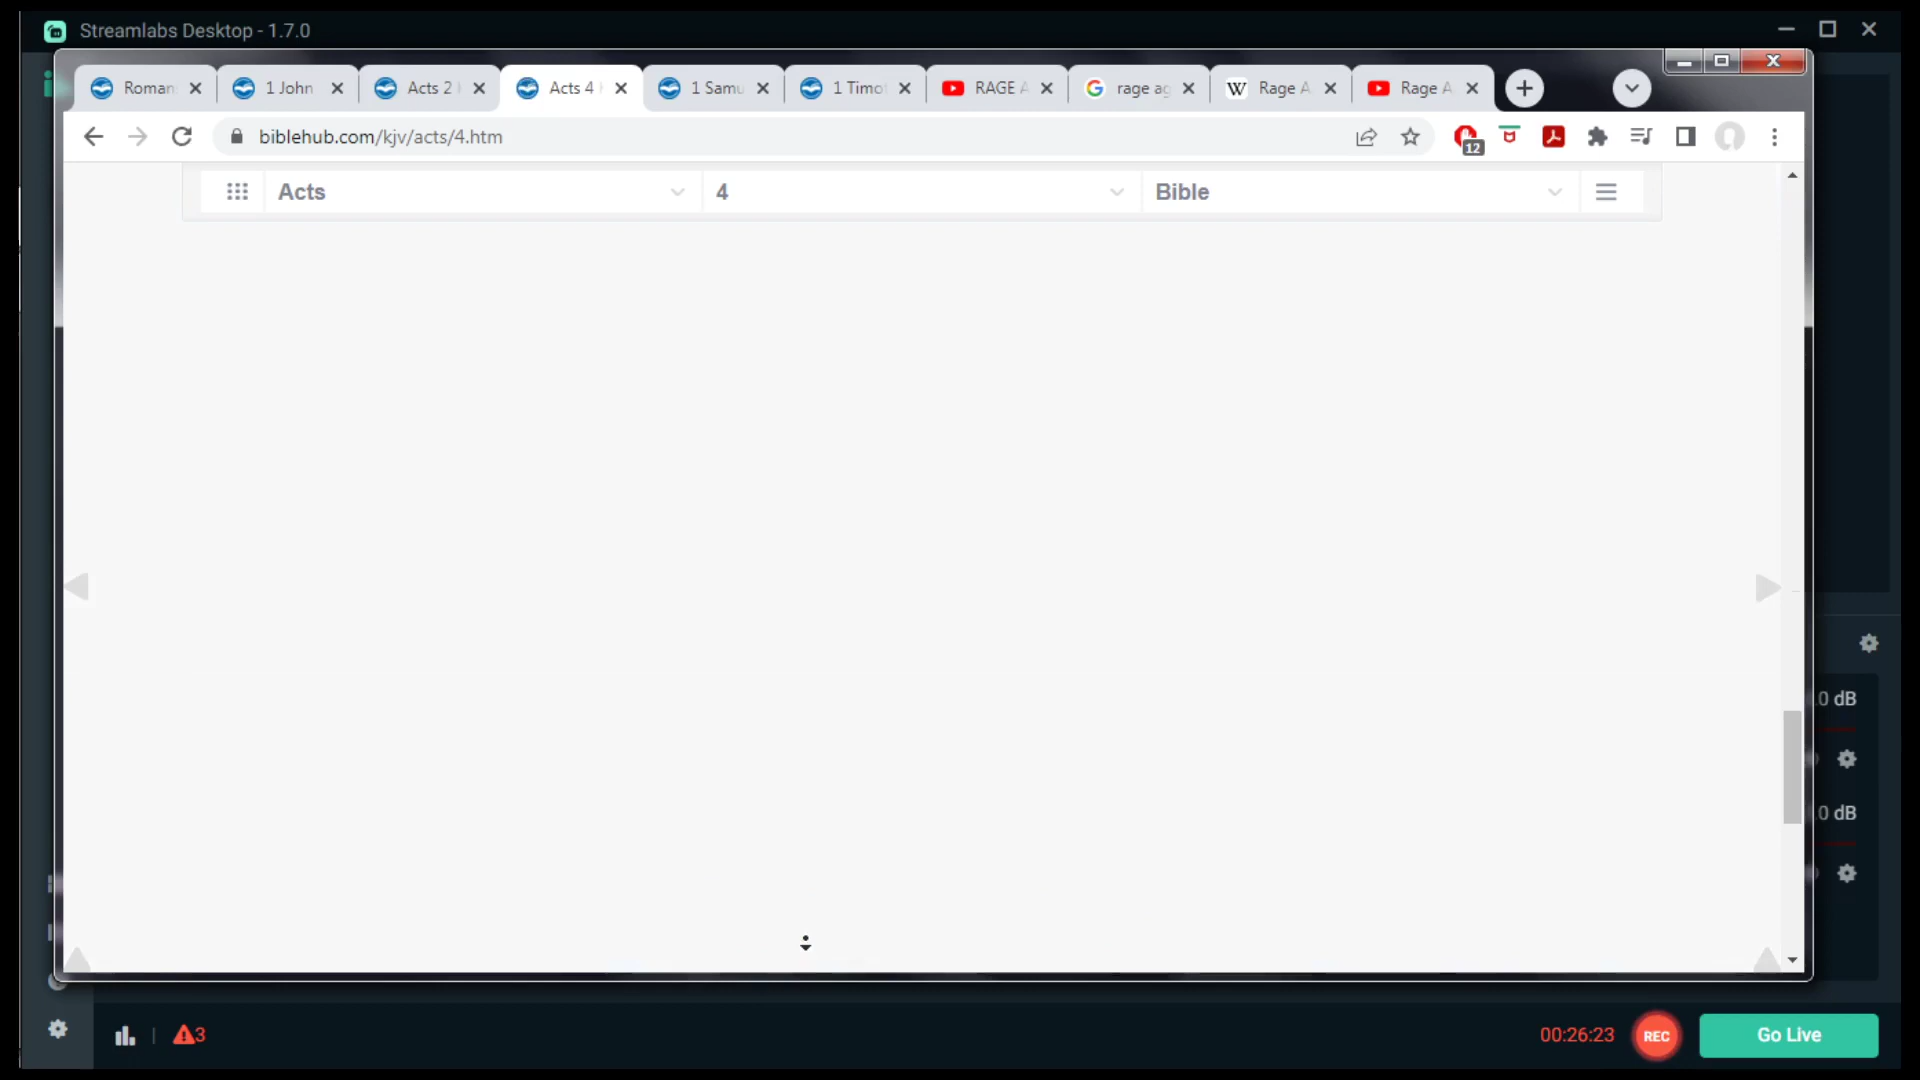 Streamlabs Desktop - 1.7.0
Roman
1 John
Acts 2
Acts 4
1 Samu
1 Timot
RAGE A
rage ag
W
Rage A
Rage A
biblehub.com/kjv/acts/4.htm
12
Acts
4
Bible
.0 dB
.0 dB
3
00:26:23
REC
Go Live